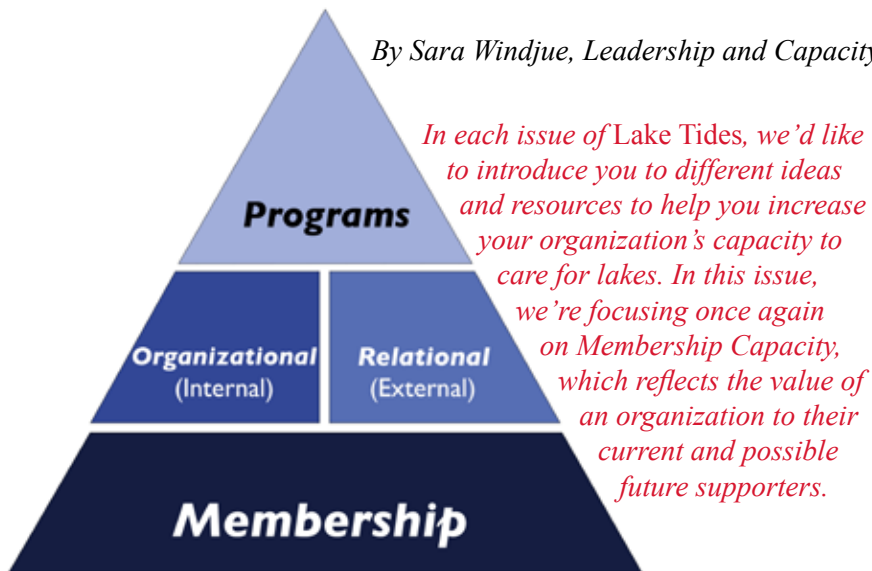 By Sara Windjue, Leadership and Capacity
In each issue of Lake Tides, we’d like
to introduce you to different ideas
and resources to help you increase
your organization’s capacity to
care for lakes. In this issue,
we’re focusing once again
on Membership Capacity,
which reflects the value of
an organization to their
current and possible
future supporters.
Programs
Organizational
(Internal)
Relational
(External)
Membership